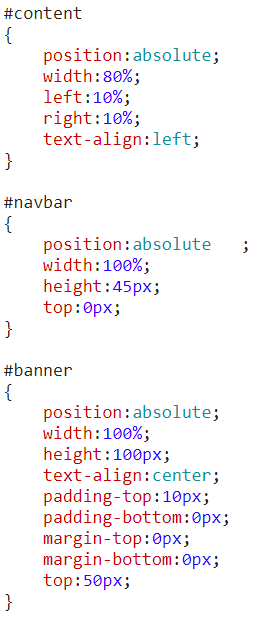 #content
{
    position:absolute;
    width:80%;
    left:10%;
    right:10%;
    text-align:left;
}

#navbar
{
    position:absolute   ;
    width:100%;
    height:45px;
    top:0px;
}

#banner
{
    position:absolute;
    width:100%;
    height:100px;
    text-align:center;
    padding-top:10px;
    padding-bottom:0px;
    margin-top:0px;
    margin-bottom:0px;
    top:50px;
}